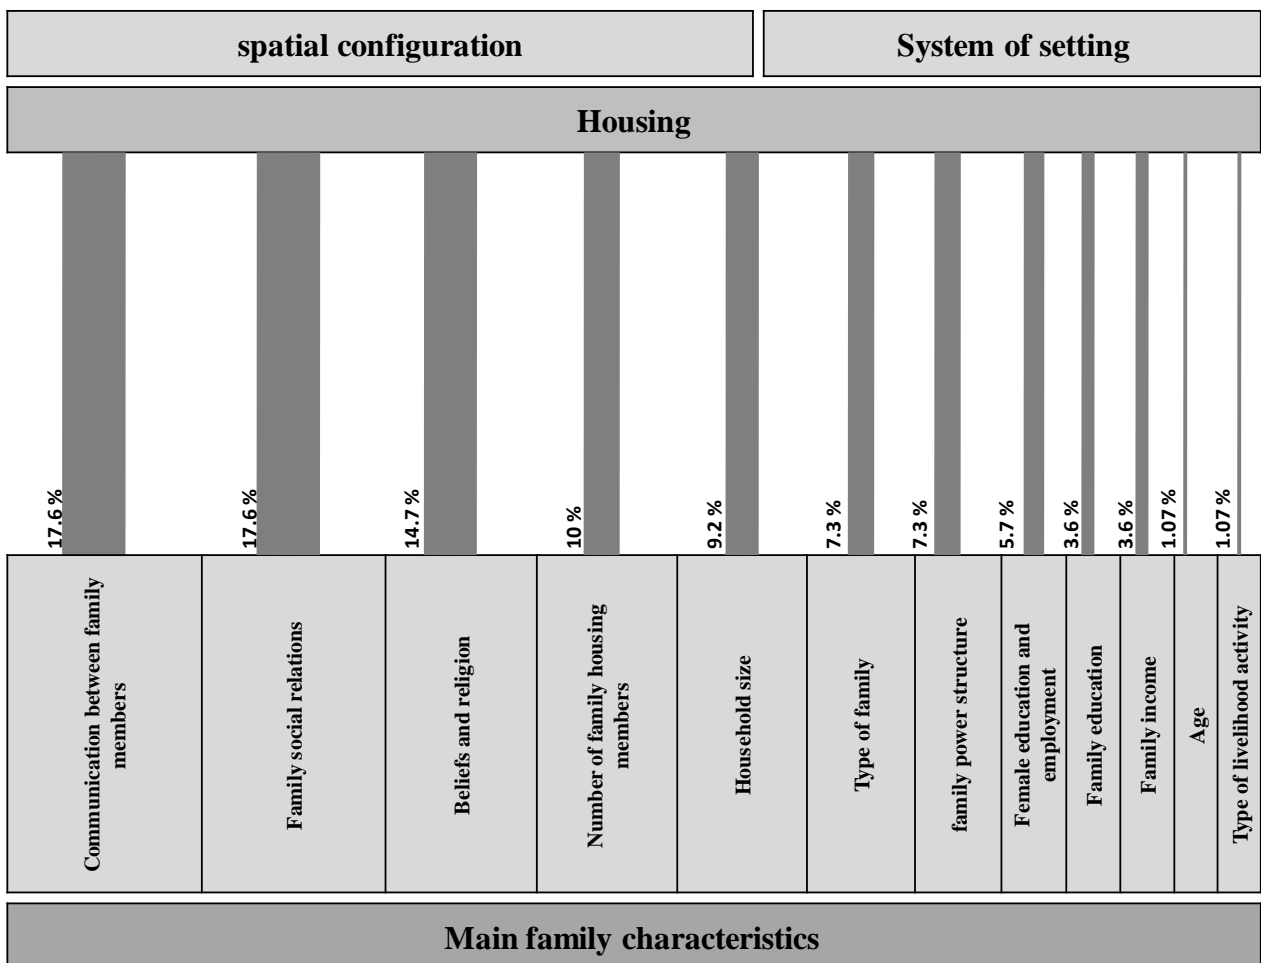 spatial configuration
System of setting
Housing
17.6 %
17.6 %
14.7 %
10 %
9.2 %
7.3 %
7.3 %
5.7 %
3.6 %
3.6 %
1.07 %
1.07 %
Communication between family
members
Family social relations
Beliefs and religion
Number of family housing
members
Household size
Type of family
family power structure
Female education and
employment
Family education
Family income
Age
Type of livelihood activity
Main family characteristics